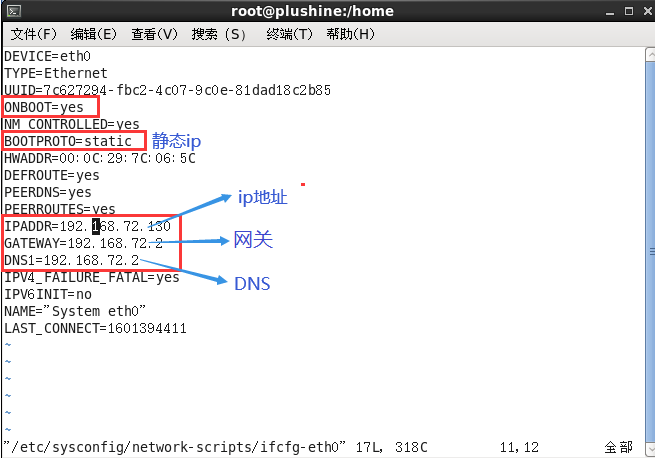 root@plushine:/home
文件(F) 编辑(E) 查看(V) 搜索 (S) 终端(T) 帮助(H)
DEVICE=eth0
TYPE=Ethernet
UUID=7c627294-fbc2-4c07-9c0e-81dad18c2b85
ONBOOT=yes
NM_CONTROLLED=yes
BOOTPROTO=static 静态ip
HWADDR=00:0C:29:7C:06:5C
DEFROUTE=yes
PEERDNS=yes
PEERROUTES=yes ip地址
IPADDR=192.168.72.130
GATEWAY=192.168.72.2 网关
DNS1=192.168.72.2
IPV4_FAILURE_FATAL=yes DNS
IPV6INIT=no
NAME="System eth0"
LAST_CONNECT=1601394411
~
~
~
~
~
~
"/etc/sysconfig/network-scripts/ifcfg-eth0" 17L, 318C 11,12 全部